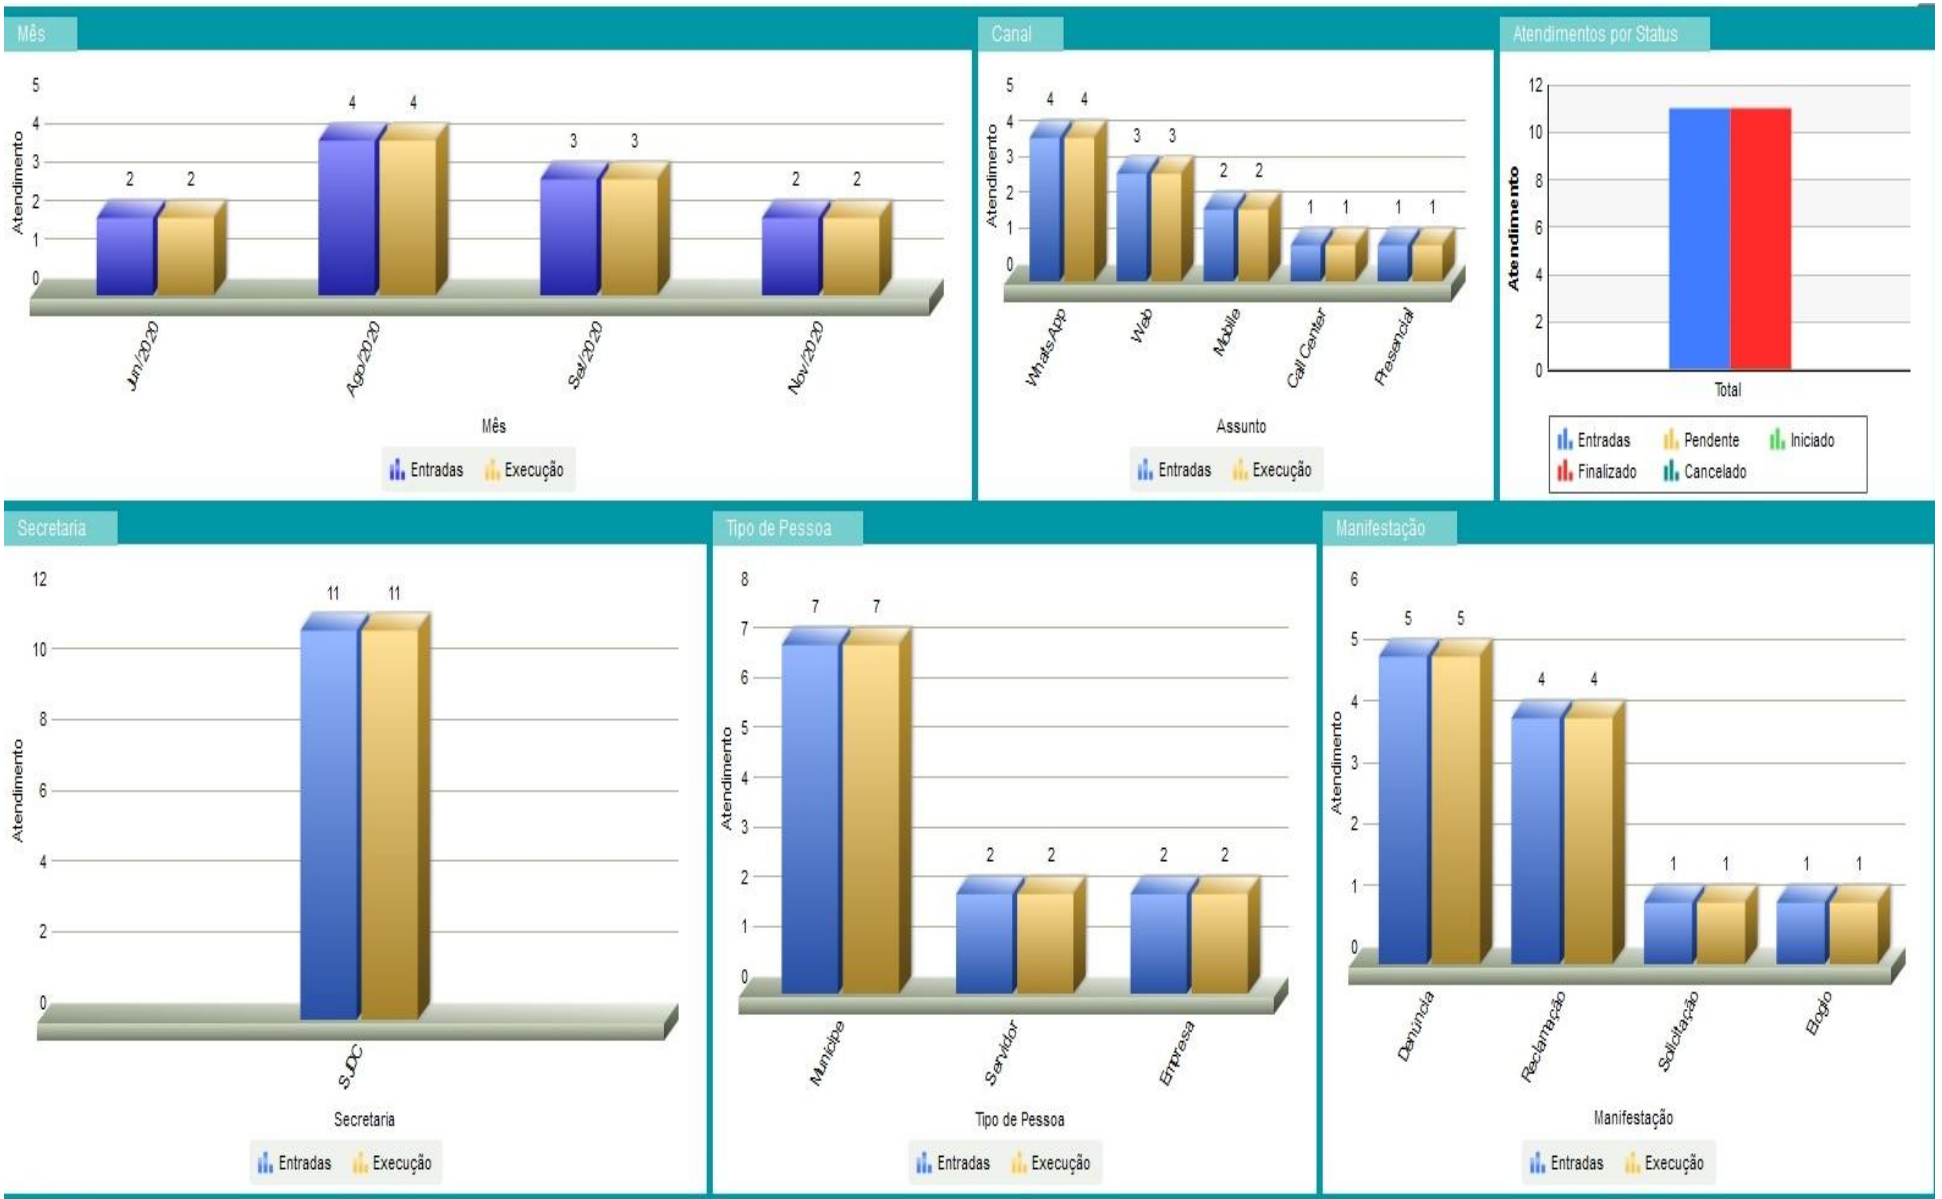 Mês
5
4
3
2
1
0
Atendimento
2 2
4 4
3 3
2 2
Jun/2020
Ago/2020
Set/2020
Nov/2020
Mês
Entradas Execução
Canal
5
4
3
2
1
0
Atendimento
4 4
3 3
2 2
1 1
1 1
WhatsApp
Web
Mobile
Call Center
Presencial
Assunto
Entradas Execução
Atendimentos por Status
12
10
8
6
4
2
0
Atendimento
Total
Entradas Pendente Iniciado
Finalizado Cancelado
Secretaria
12
10
8
6
4
2
0
Atendimento
11 11
SJDC
Secretaria
Entradas Execução
Tipo de Pessoa
8
7
6
5
4
3
2
1
0
Atendimento
7 7
2 2
2 2
Munícipe
Servidor
Empresa
Tipo de Pessoa
Entradas Execução
Manifestação
6
5
4
3
2
1
0
Atendimento
5 5
4 4
1 1
1 1
Denúncia
Reclamação
Solicitação
Elogio
Manifestação
Entradas Execução